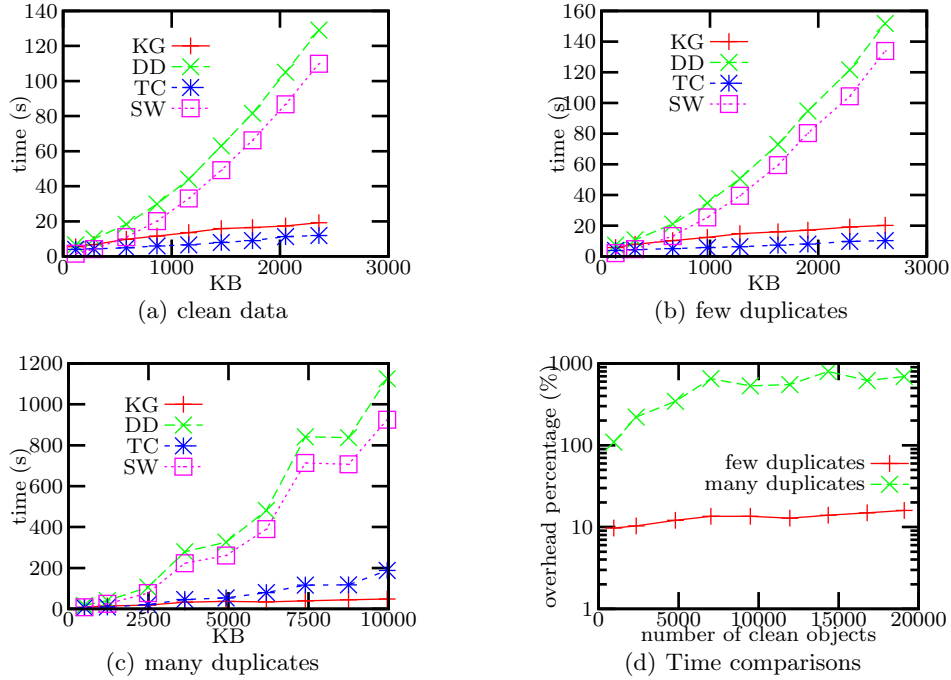 time (s)
140
120
100
80
60
40
20
0
0
1000
2000
3000
KB
KG
DD
TC
SW
(a) clean data
time (s)
160
140
120
100
80
60
40
20
0
0
1000
2000
3000
KB
KG
DD
TC
SW
(b) few duplicates
time (s)
1200
1000
800
600
400
200
0
0
2500
5000
7500
10000
KB
KG
DD
TC
SW
(c) many duplicates
overhead percentage (%)
1000
100
10
1
0
5000
10000
15000
20000
number of clean objects
few duplicates
many duplicates
(d) Time comparisons